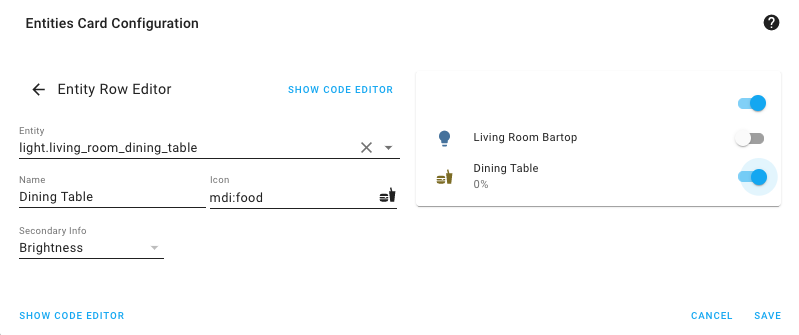 Entities Card Configuration
Entity Row Editor
SHOW CODE EDITOR
Entity
light.living_room_dining_table
Name
Dining Table
Icon
mdi:food
Secondary Info
Brightness
Living Room Bartop
Dining Table
0%
SHOW CODE EDITOR
CANCEL
SAVE